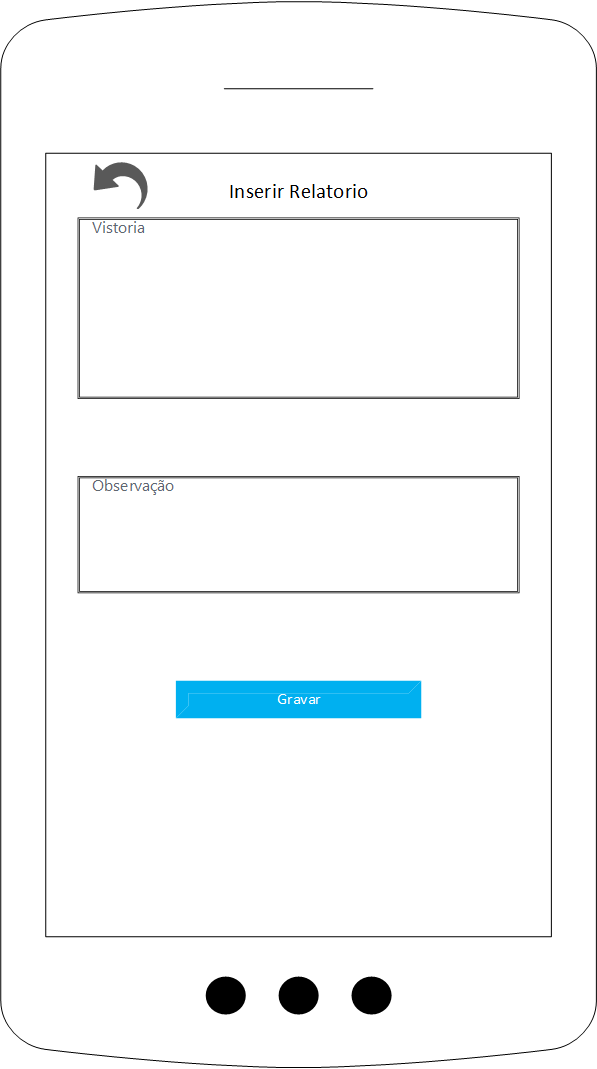 Inserir Relatorio
Vistoria
Observação
Gravar